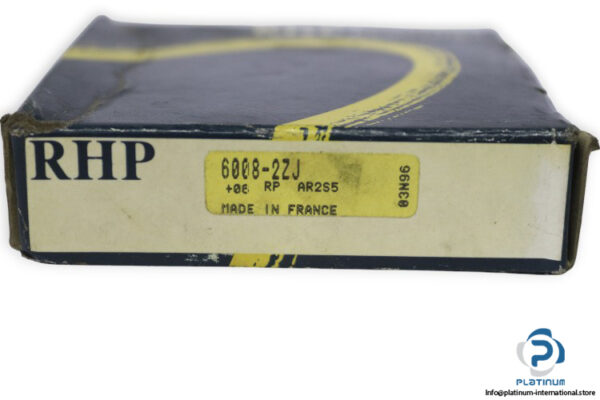 RHP
6008-2ZJ
+06 RP AR2S5
MADE IN FRANCE
03N96
PLATINUM
Info@platinum-international.store